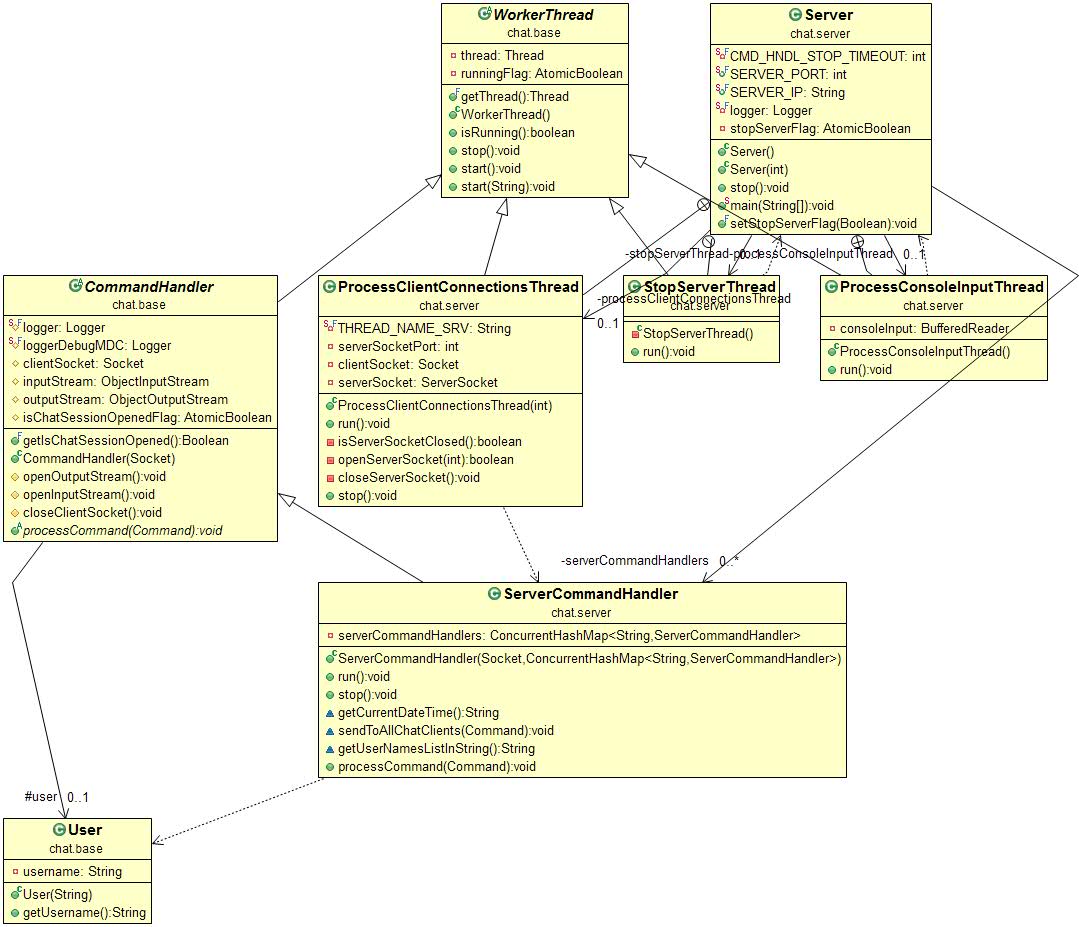 WorkerThread
chat.base
thread: Thread
runningFlag: AtomicBoolean
getThread():Thread
WorkerThread()
isRunning():boolean
stop():void
start():void
start(String):void
Server
chat.server
CMD_HNDL_STOP_TIMEOUT: int
SERVER_PORT: int
SERVER_IP: String
logger: Logger
stopServerFlag: AtomicBoolean
Server()
Server(int)
stop():void
main(String[]):void
setStopServerFlag(Boolean):void
-stopServerThread
0..1
-processConsoleInputThread
0..1
-processClientConnectionsThread
0..1
CommandHandler
chat.base
logger: Logger
loggerDebugMDC: Logger
clientSocket: Socket
inputStream: ObjectInputStream
outputStream: ObjectOutputStream
isChatSessionOpenedFlag: AtomicBoolean
getIsChatSessionOpened():Boolean
CommandHandler(Socket)
openOutputStream():void
openInputStream():void
closeClientSocket():void
processCommand(Command):void
ProcessClientConnectionsThread
chat.server
THREAD_NAME_SRV: String
serverSocketPort: int
clientSocket: Socket
serverSocket: ServerSocket
ProcessClientConnectionsThread(int)
run():void
isServerSocketClosed():boolean
openServerSocket(int):boolean
closeServerSocket():void
stop():void
StopServerThread
chat.server
StopServerThread()
run():void
ProcessConsoleInputThread
chat.server
consoleInput: BufferedReader
ProcessConsoleInputThread()
run():void
-serverCommandHandlers 0..*
ServerCommandHandler
chat.server
serverCommandHandlers: ConcurrentHashMap<String,ServerCommandHandler>
ServerCommandHandler(Socket,ConcurrentHashMap<String,ServerCommandHandler>)
run():void
stop():void
getCurrentDateTime():String
sendToAllChatClients(Command):void
getUserNamesListInString():String
processCommand(Command):void
#user 0..1
User
chat.base
username: String
User(String)
getUsername():String